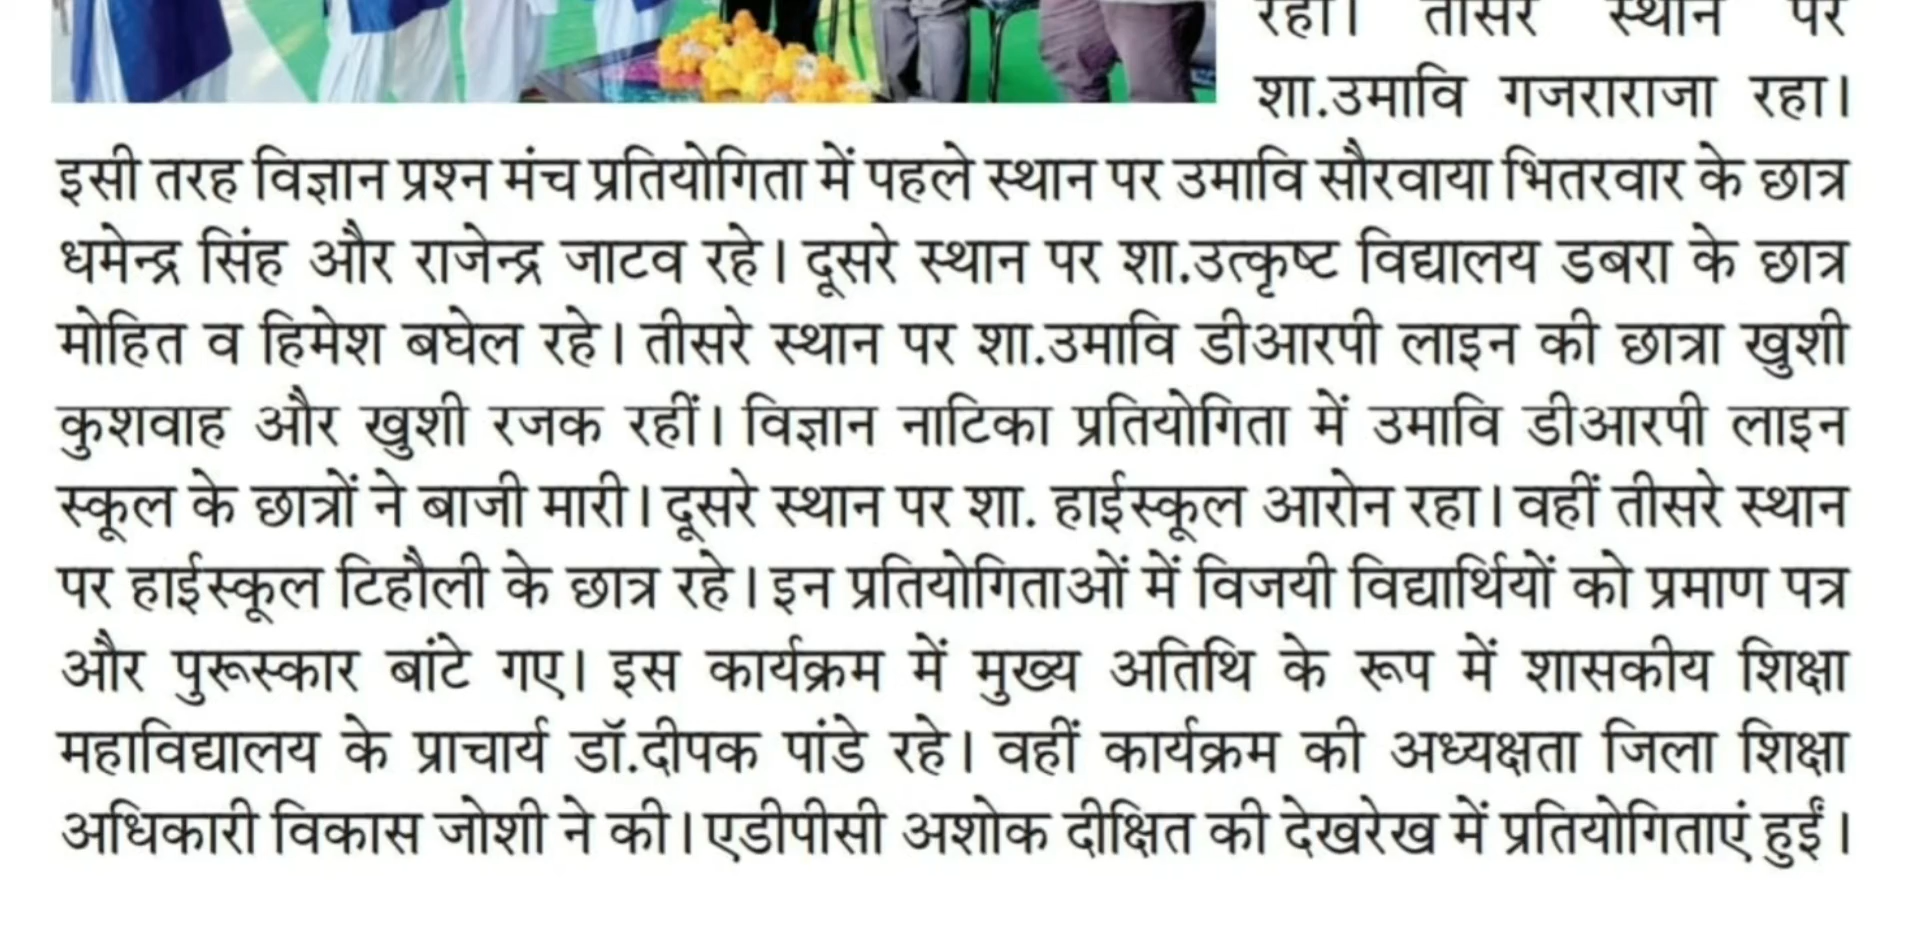 रहा। तीसरे स्थान पर
शा.उमावि गजराराजा रहा।
इसी तरह विज्ञान प्रश्न मंच प्रतियोगिता में पहले स्थान पर उमावि सौरवाया भितरवार के छात्र
धमेन्द्र सिंह और राजेन्द्र जाटव रहे। दूसरे स्थान पर शा.उत्कृष्ट विद्यालय डबरा के छात्र
मोहित व हिमेश बघेल रहे। तीसरे स्थान पर शा.उमावि डीआरपी लाइन की छात्रा खुशी
कुशवाह और खुशी रजक रहीं। विज्ञान नाटिका प्रतियोगिता में उमावि डीआरपी लाइन
स्कूल के छात्रों ने बाजी मारी। दूसरे स्थान पर शा. हाईस्कूल आरोन रहा। वहीं तीसरे स्थान
पर हाईस्कूल टिहौली के छात्र रहे। इन प्रतियोगिताओं में विजयी विद्यार्थियों को प्रमाण पत्र
और पुरूस्कार बांटे गए। इस कार्यक्रम में मुख्य अतिथि के रूप में शासकीय शिक्षा
महाविद्यालय के प्राचार्य डॉ.दीपक पांडे रहे। वहीं कार्यक्रम की अध्यक्षता जिला शिक्षा
अधिकारी विकास जोशी ने की। एडीपीसी अशोक दीक्षित की देखरेख में प्रतियोगिताएं हुईं।